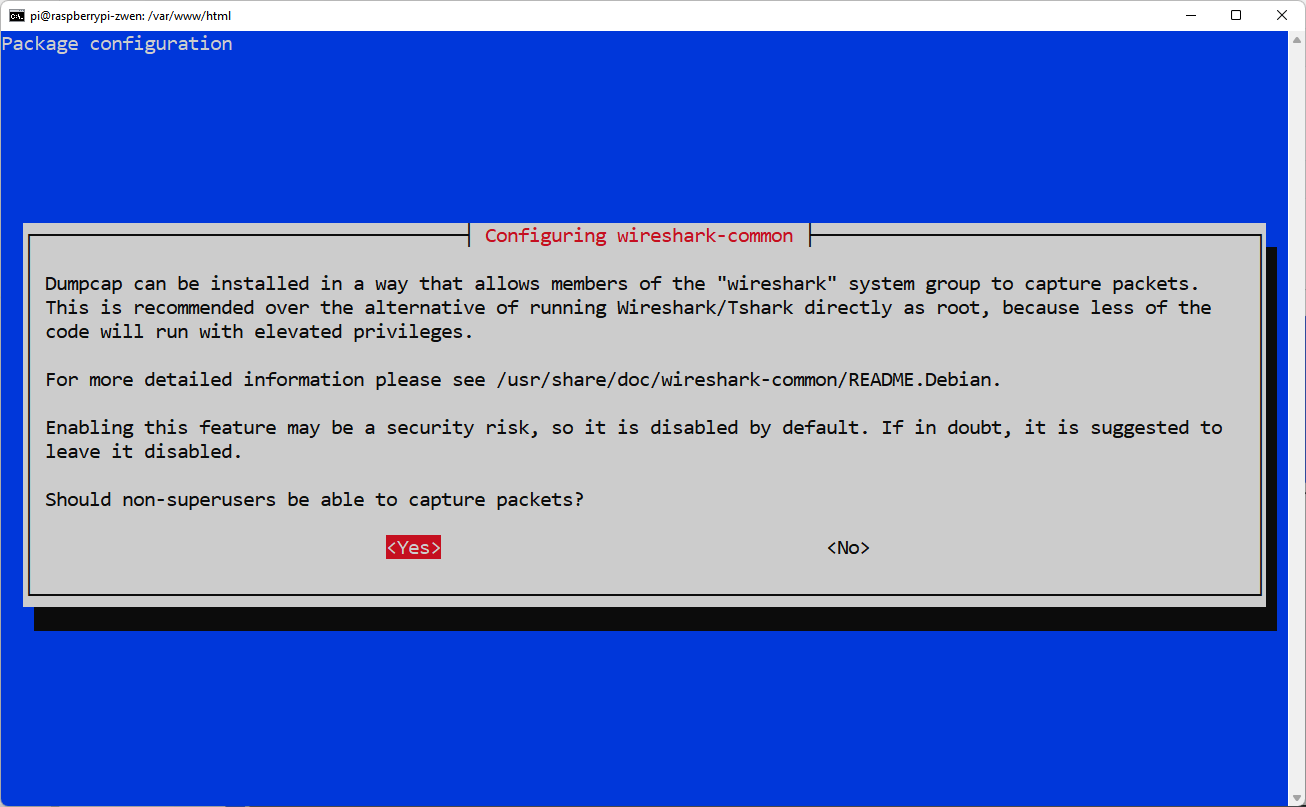 pi@raspberrypi-zwen: /var/www/html
Package configuration
Configuring wireshark-common
Dumpcap can be installed in a way that allows members of the "wireshark" system group to capture packets.
This is recommended over the alternative of running Wireshark/Tshark directly as root, because less of the
code will run with elevated privileges.
For more detailed information please see /usr/share/doc/wireshark-common/README.Debian.
Enabling this feature may be a security risk, so it is disabled by default. If in doubt, it is suggested to
leave it disabled.
Should non-superusers be able to capture packets?
<Yes> <No>